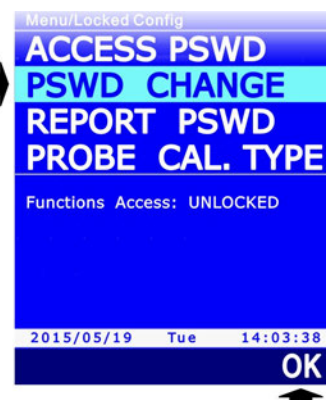 Menu/Locked Config
ACCESS PSWD
PSWD CHANGE
REPORT PSWD
PROBE CAL. TYPE
Functions Access: UNLOCKED
2015/05/19 Tue 14:03:38
OK